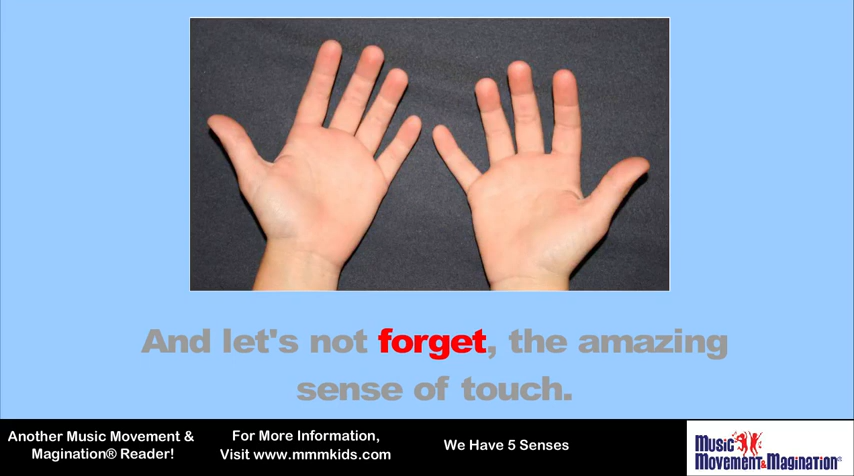 And let's not forget, the amazing
sense of touch.
Another Music Movement &
Magination® Reader!
For More Information,
Visit www.mmmkids.com
We Have 5 Senses
Music
Movement & Magination®